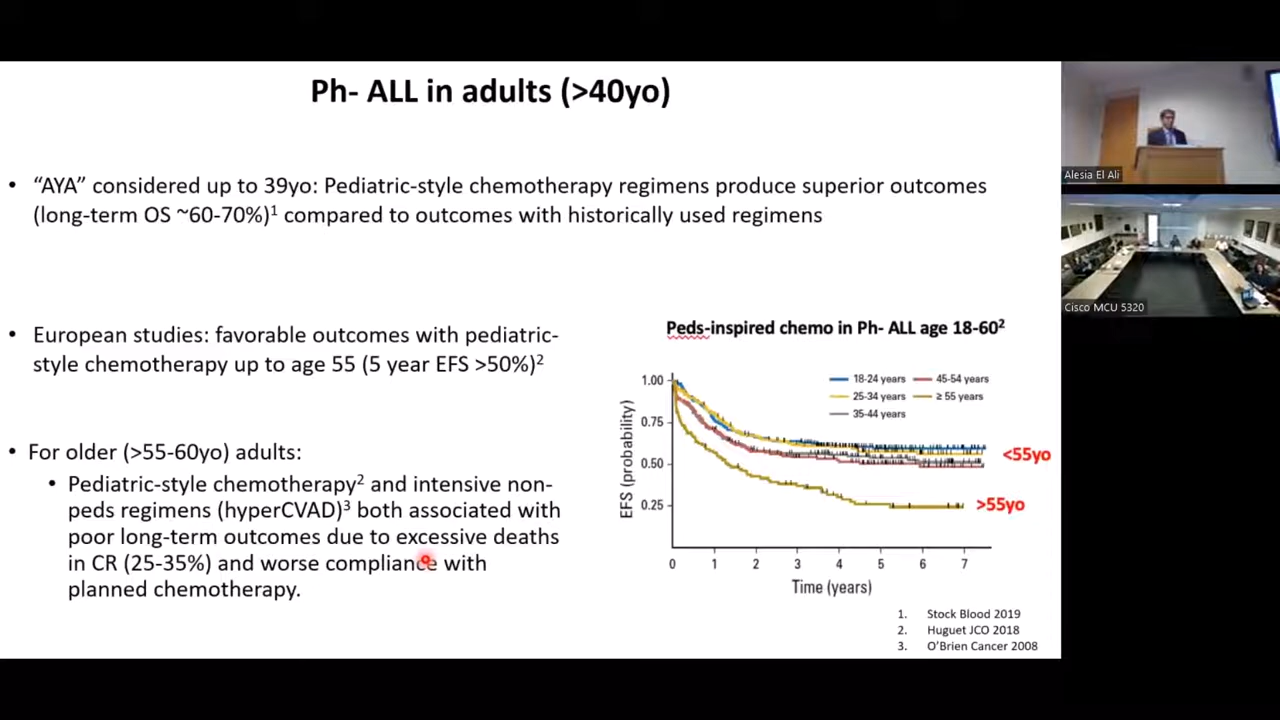 Ph- ALL in adults (>40yo)
• “AYA” considered up to 39yo: Pediatric-style chemotherapy regimens produce superior outcomes
(long-term OS ~60-70%)¹ compared to outcomes with historically used regimens
• European studies: favorable outcomes with pediatric-
style chemotherapy up to age 55 (5 year EFS >50%)²
• For older (>55-60yo) adults:
• Pediatric-style chemotherapy² and intensive non-
peds regimens (hyperCVAD)³ both associated with
poor long-term outcomes due to excessive deaths
in CR (25-35%) and worse compliance with
planned chemotherapy.
Peds-inspired chemo in Ph- ALL age 18-60²
18-24 years 45-54 years
25-34 years ≥ 55 years
35-44 years
EFS (probability)
1.00
0.75
0.50
0.25
<55yo
>55yo
0 1 2 3 4 5 6 7
Time (years)
1. Stock Blood 2019
2. Huguet JCO 2018
3. O’Brien Cancer 2008
Alesia El Ali
Cisco MCU 5320